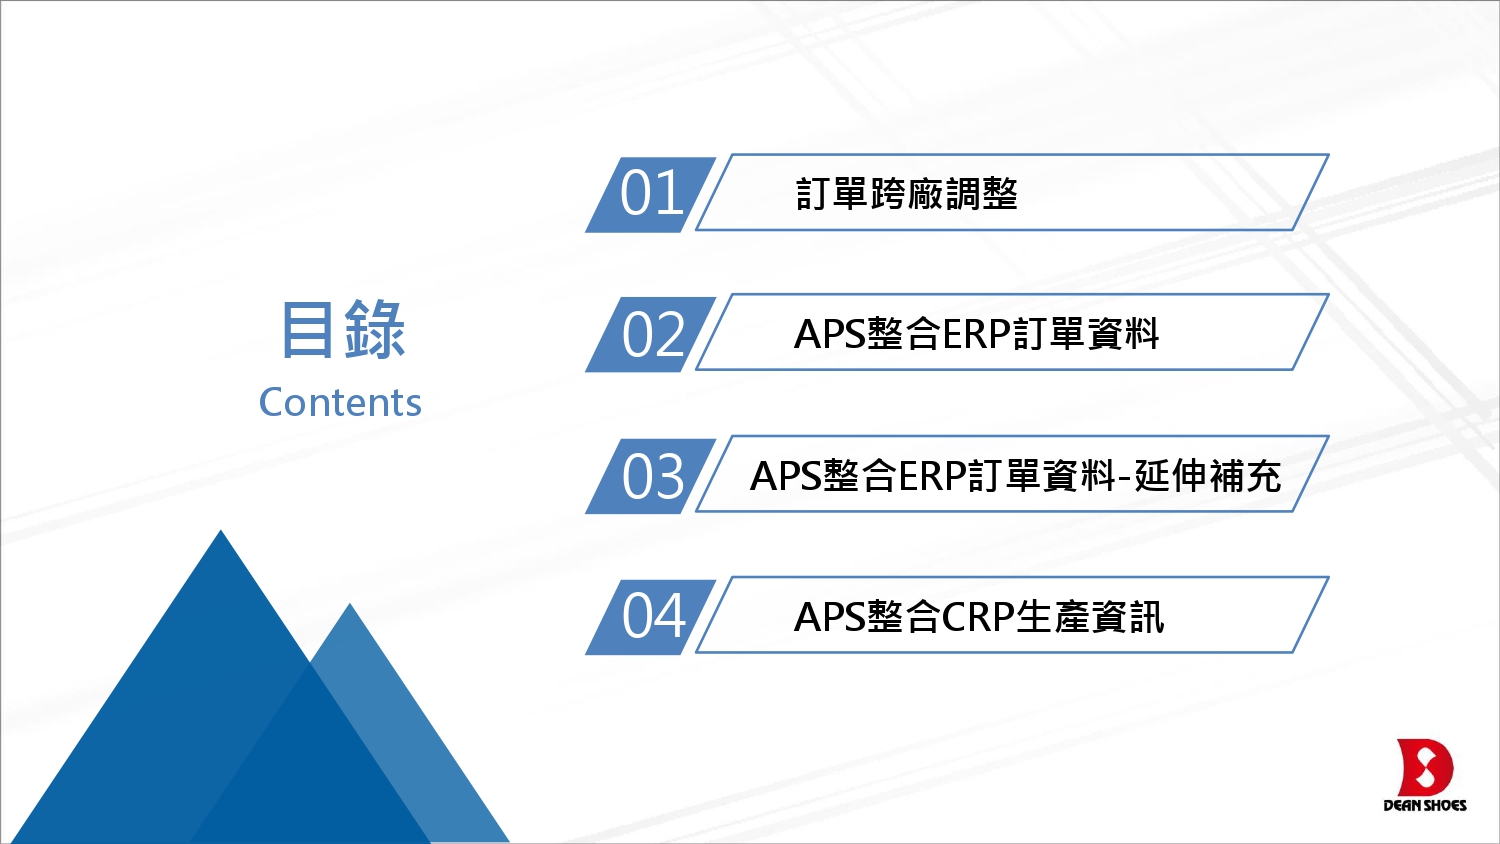 目錄
Contents
01
訂單跨廠調整
02
APS整合ERP訂單資料
03
APS整合ERP訂單資料-延伸補充
04
APS整合CRP生產資訊
DEAN SHOES